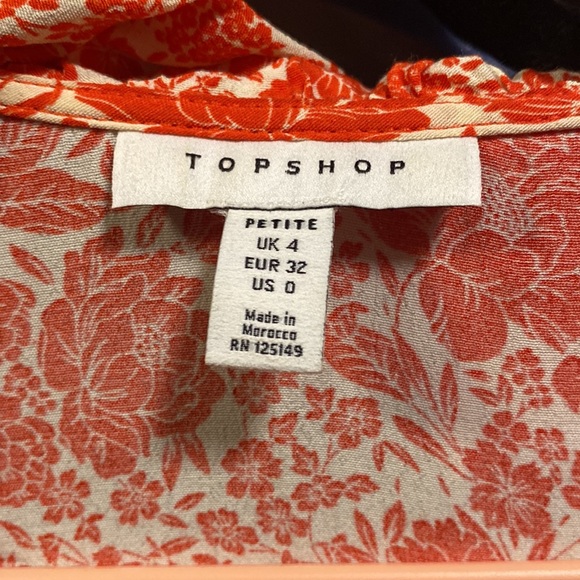 TOPSHOP
PETITE
UK 4
EUR 32
US 0
Made in
Morocco
RN 125149